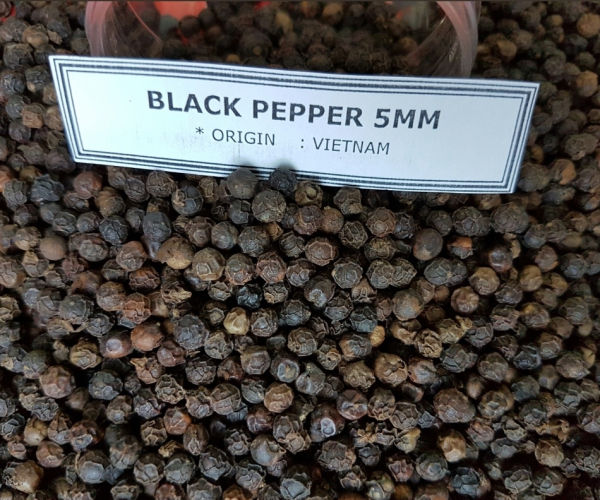 BLACK PEPPER 5MM
* ORIGIN : VIETNAM